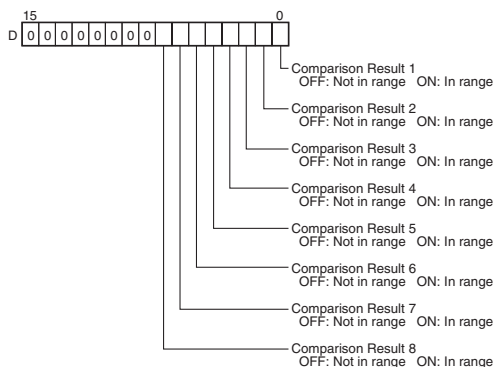 15 0
D 0 0 0 0 0 0 0 0
Comparison Result 1
OFF: Not in range ON: In range
Comparison Result 2
OFF: Not in range ON: In range
Comparison Result 3
OFF: Not in range ON: In range
Comparison Result 4
OFF: Not in range ON: In range
Comparison Result 5
OFF: Not in range ON: In range
Comparison Result 6
OFF: Not in range ON: In range
Comparison Result 7
OFF: Not in range ON: In range
Comparison Result 8
OFF: Not in range ON: In range